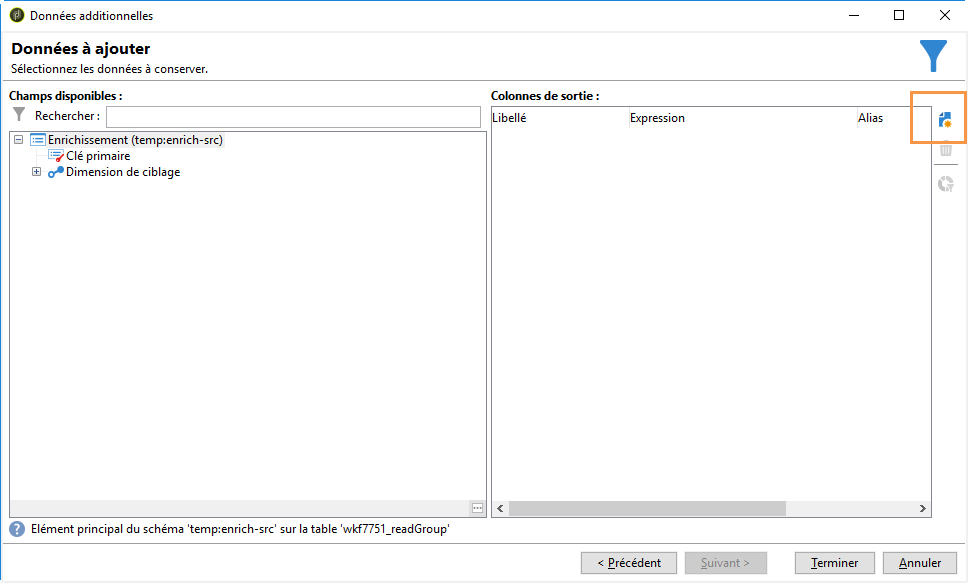 Données additionnelles
Données à ajouter
Sélectionnez les données à conserver.
Champs disponibles :
Rechercher :
Enrichissement (temp:enrich-src)
Clé primaire
Dimension de ciblage
Colonnes de sortie :
Libellé Expression Alias
Elément principal du schéma 'temp:enrich-src' sur la table 'wkf7751_readGroup'
< Précédent Suivant > Terminer Annuler